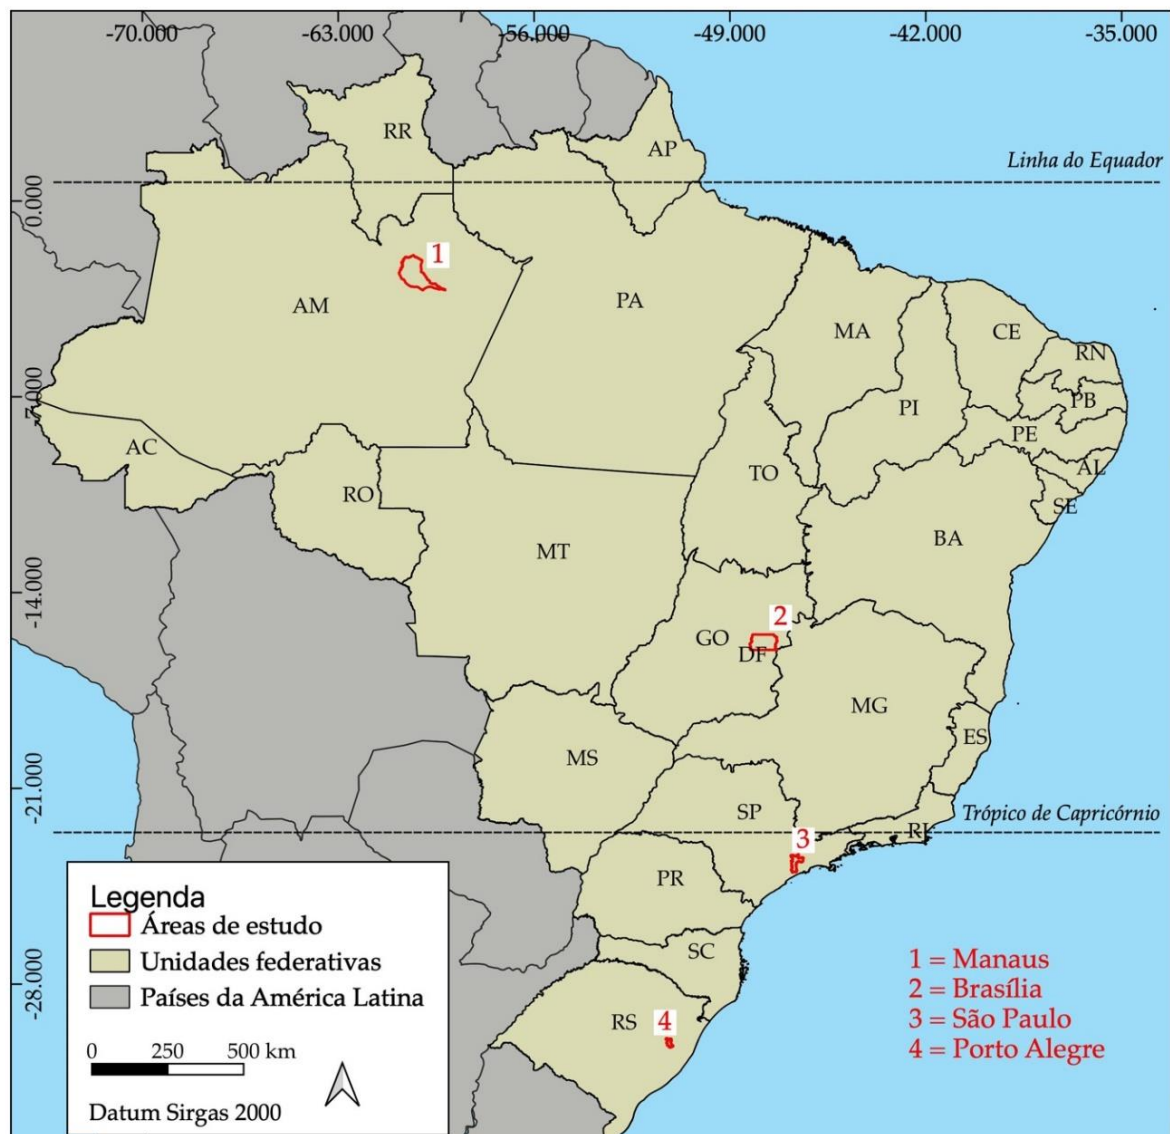 -70.000 -63.000 -56.000 -49.000 -42.000 -35.000
0.000
-7.000
-14.000
-21.000
-28.000
RR
AP
Linha do Equador
1
AM
PA
MA
CE
RN
PB
PI
PE
AC
TO
AL
RO
SE
MT
BA
2
GO
DF
MG
MS
ES
SP
Trópico de Capricórnio
RJ
3
PR
SC
RS
4
Legenda
Áreas de estudo
Unidades federativas
Países da América Latina
0 250 500 km
Datum Sirgas 2000
1 = Manaus
2 = Brasília
3 = São Paulo
4 = Porto Alegre